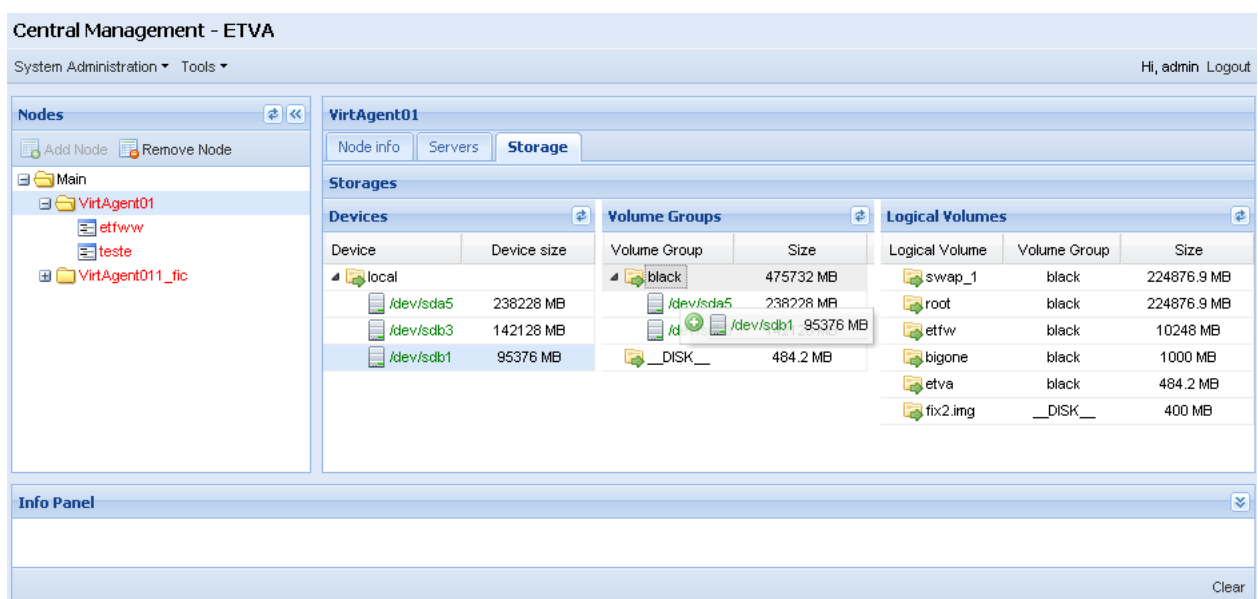 Central Management - ETVA
System Administration Tools Hi, admin Logout
Nodes
Add Node Remove Node
Main
VirtAgent01
etfww
teste
VirtAgent011_fic
VirtAgent01
Node info Servers Storage
Storages
Devices
Device Device size
local
/dev/sda5 238228 MB
/dev/sdb3 142128 MB
/dev/sdb1 95376 MB
Volume Groups
Volume Group Size
black 475732 MB
/dev/sda5 238228 MB
/d
/dev/sdb1 95376 MB
__DISK__ 484.2 MB
Logical Volumes
Logical Volume Volume Group Size
swap_1 black 224876.9 MB
root black 224876.9 MB
etfw black 10248 MB
bigone black 1000 MB
etva black 484.2 MB
fix2.img __DISK__ 400 MB
Info Panel
Clear